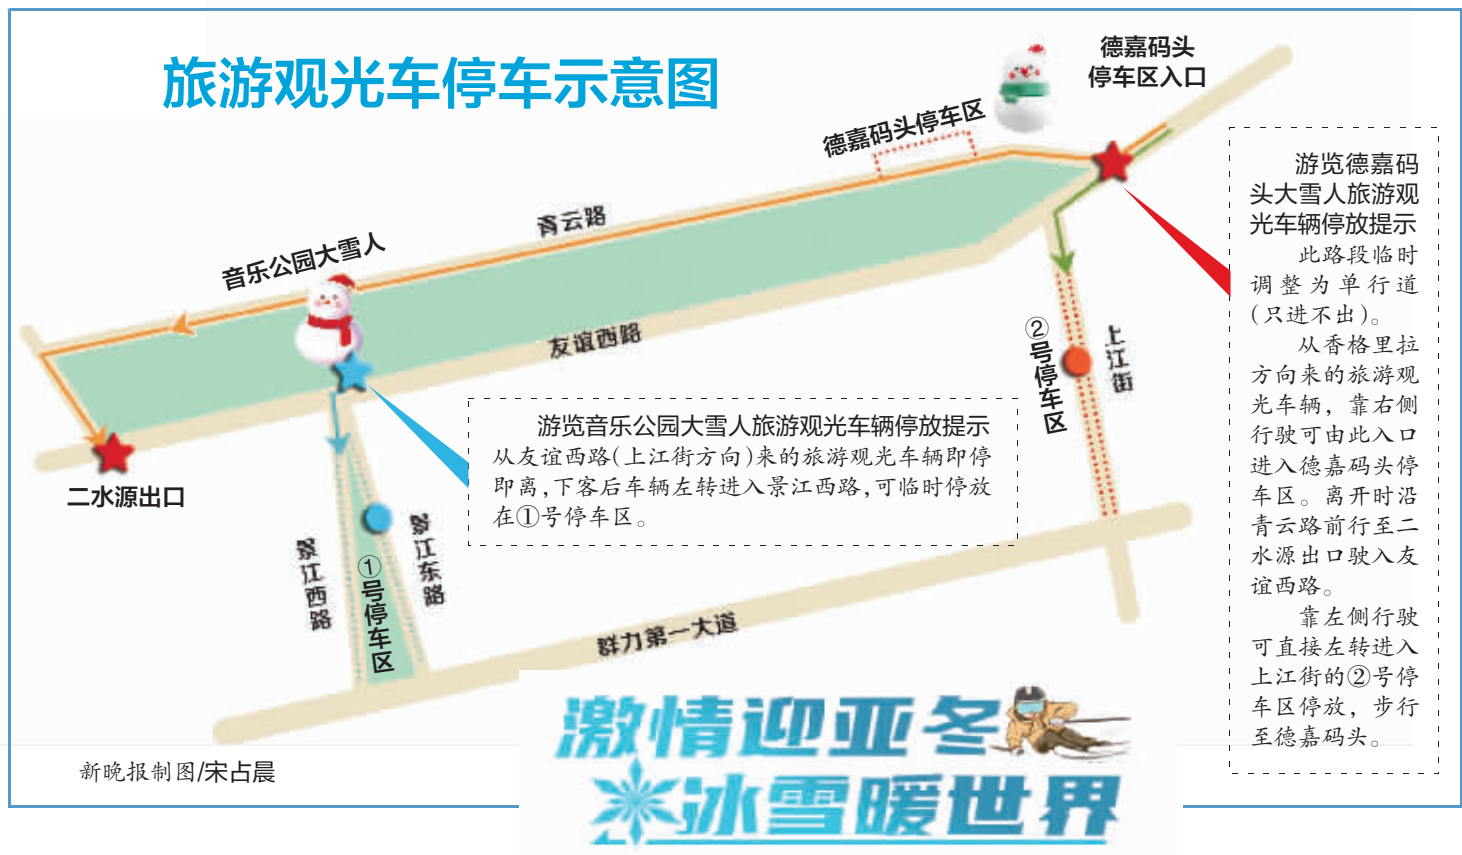 旅游观光车停车示意图
德嘉码头
停车区入口
德嘉码头停车区
青云路
音乐公园大雪人
友谊西路
②号停车区
上江街
二水源出口
游览音乐公园大雪人旅游观光车辆停放提示
从友谊西路(上江街方向)来的旅游观光车辆即停
即离,下客后车辆左转进入景江西路,可临时停放
在①号停车区。
景江西路
①号停车区
景江东路
群力第一大道
游览德嘉码
头大雪人旅游观
光车辆停放提示
此路段临时
调整为单行道
(只进不出)。
从香格里拉
方向来的旅游观
光车辆，靠右侧
行驶可由此入口
进入德嘉码头停
车区。离开时沿
青云路前行至二
水源出口驶入友
谊西路。
靠左侧行驶
可直接左转进入
上江街的②号停
车区停放，步行
至德嘉码头。
激情迎亚冬
冰雪暖世界
新晚报制图/宋占晨